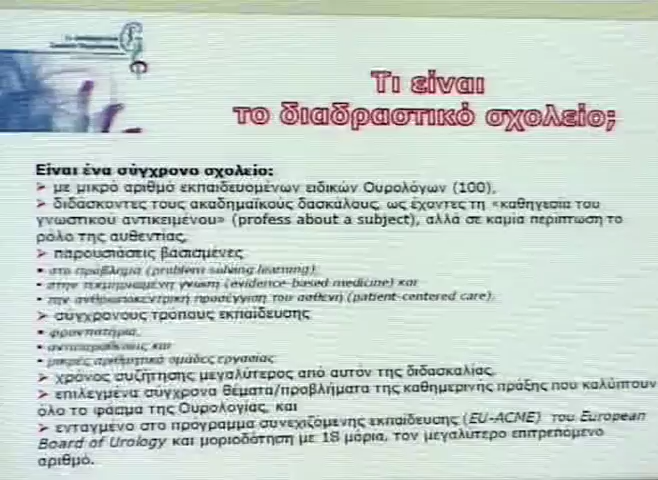 Τι είναι
το διαδραστικό σχολείο;
Είναι ένα σύγχρονο σχολείο:
➢ με μικρό αριθμό εκπαιδευομένων ειδικών Ουρολόγων (100),
➢ διδάσκοντες τους ακαδημαϊκούς δασκάλους, ως έχοντες τη «καθηγεσία του
γνωστικού αντικειμένου» (profess about a subject), αλλά σε καμία περίπτωση το
ρόλο της αυθεντίας,
➢ παρουσιάσεις βασισμένες
▪ στο πρόβλημα (problem solving learning),
▪ στην τεκμηριωμένη γνώση (evidence-based medicine) και
▪ την ανθρωποκεντρική προσέγγιση του ασθενή (patient-centered care),
➢ σύγχρονους τρόπους εκπαίδευσης
▪ φροντιστήρια,
▪ αντιπαραθέσεις και
▪ μικρές αριθμητικά ομάδες εργασίας
➢ χρόνος συζήτησης μεγαλύτερος από αυτόν της διδασκαλίας,
➢ επιλεγμένα σύγχρονα θέματα/προβλήματα της καθημερινής πράξης που καλύπτουν
όλο το φάσμα της Ουρολογίας, και
➢ ενταγμένο στο πρόγραμμα συνεχιζόμενης εκπαίδευσης (EU-ACME) του European
Board of Urology και μοριοδότηση με 18 μόρια, τον μεγαλύτερο επιτρεπόμενο
αριθμό.